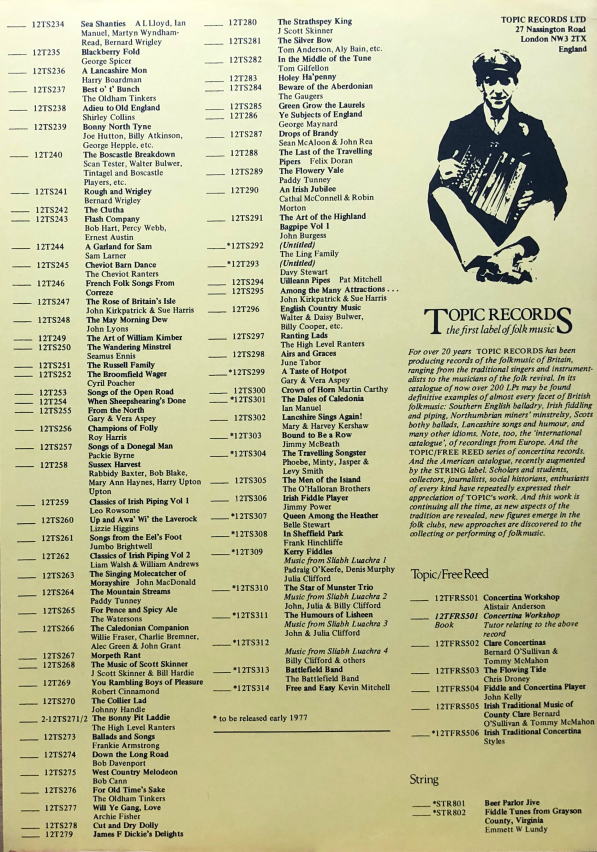 12TS234 Sea Shanties A L Lloyd, Ian
Manuel, Martyn Wyndham-
Read, Bernard Wrigley
12T235 Blackberry Fold
George Spicer
12TS236 A Lancashire Mon
Harry Boardman
12TS237 Best o' t' Bunch
The Oldham Tinkers
12TS238 Adieu to Old England
Shirley Collins
12TS239 Bonny North Tyne
Joe Hutton, Billy Atkinson,
George Hepple, etc.
12T240 The Boscastle Breakdown
Scan Tester, Walter Bulwer,
Tintagel and Boscastle
Players, etc.
12TS241 Rough and Wrigley
Bernard Wrigley
12TS242 The Clutha
12TS243 Flash Company
Bob Hart, Percy Webb,
Ernest Austin
12T244 A Garland for Sam
Sam Larner
12TS245 Cheviot Barn Dance
The Cheviot Ranters
12T246 French Folk Songs From
Correze
12TS247 The Rose of Britain's Isle
John Kirkpatrick & Sue Harris
12TS248 The May Morning Dew
John Lyons
12T249 The Art of William Kimber
12TS250 The Wandering Minstrel
Seamus Ennis
12TS251 The Russell Family
12TS252 The Broomfield Wager
Cyril Poacher
12T253 Songs of the Open Road
12T254 When Sheepshearing's Done
12TS255 From the North
Gary & Vera Aspey
12TS256 Champions of Folly
Roy Harris
12TS257 Songs of a Donegal Man
Packie Byrne
12T258 Sussex Harvest
Rabbidy Baxter, Bob Blake,
Mary Ann Haynes, Harry Upton
Upton
12T259 Classics of Irish Piping Vol 1
Leo Rowsome
12TS260 Up and Awa' Wi' the Laverock
Lizzie Higgins
12TS261 Songs from the Eel's Foot
Jumbo Brightwell
12T262 Classics of Irish Piping Vol 2
Liam Walsh & William Andrews
12TS263 The Singing Molecatcher of
Morayshire John MacDonald
12TS264 The Mountain Streams
Paddy Tunney
12TS265 For Pence and Spicy Ale
The Watersons
12TS266 The Caledonian Companion
Willie Fraser, Charlie Bremner,
Alec Green & John Grant
12TS267 Morpeth Rant
12TS268 The Music of Scott Skinner
J Scott Skinner & Bill Hardie
12T269 You Rambling Boys of Pleasure
Robert Cinnamond
12TS270 The Collier Lad
Johnny Handle
2-12TS271/2 The Bonny Pit Laddie
The High Level Ranters
12TS273 Ballads and Songs
Frankie Armstrong
12TS274 Down the Long Road
Bob Davenport
12TS275 West Country Melodeon
Bob Cann
12TS276 For Old Time's Sake
The Oldham Tinkers
12TS277 Will Ye Gang, Love
Archie Fisher
12TS278 Cut and Dry Dolly
12T279 James F Dickie's Delights
12T280 The Strathspey King
J Scott Skinner
12TS281 The Silver Bow
Tom Anderson, Aly Bain, etc.
12TS282 In the Middle of the Tune
Tom Gilfellon
12T283 Holey Ha'penny
12TS284 Beware of the Aberdonian
The Gaugers
12TS285 Green Grow the Laurels
12T286 Ye Subjects of England
George Maynard
12TS287 Drops of Brandy
Sean McAloon & John Rea
12T288 The Last of the Travelling
Pipers Felix Doran
12TS289 The Flowery Vale
Paddy Tunney
12T290 An Irish Jubilee
Cathal McConnell & Robin
Morton
12TS291 The Art of the Highland
Bagpipe Vol 1
John Burgess
*12TS292 (Untitled)
The Ling Family
*12T293 (Untitled)
Davy Stewart
12TS294 Uilleann Pipes Pat Mitchell
12TS295 Among the Many Attractions . . .
John Kirkpatrick & Sue Harris
12T296 English Country Music
Walter & Daisy Bulwer,
Billy Cooper, etc.
12TS297 Ranting Lads
The High Level Ranters
12TS298 Airs and Graces
June Tabor
*12TS299 A Taste of Hotpot
Gary & Vera Aspey
12TS300 Crown of Horn Martin Carthy
*12TS301 The Dales of Caledonia
Ian Manuel
12TS302 Lancashire Sings Again!
Mary & Harvey Kershaw
*12T303 Bound to Be a Row
Jimmy McBeath
*12TS304 The Travelling Songster
Phoebe, Minty, Jasper &
Levy Smith
12TS305 The Men of the Island
The O'Halloran Brothers
12TS306 Irish Fiddle Player
Jimmy Power
*12TS307 Queen Among the Heather
Belle Stewart
*12TS308 In Sheffield Park
Frank Hinchliffe
*12T309 Kerry Fiddles
Music from Sliabh Luachra 1
Padraig O'Keefe, Denis Murphy
Julia Clifford
*12TS310 The Star of Munster Trio
Music from Sliabh Luachra 2
John, Julia & Billy Clifford
*12TS311 The Humours of Lisheen
Music from Sliabh Luachra 3
John & Julia Clifford
*12TS312
Music from Sliabh Luachra 4
Billy Clifford & others
*12TS313 Battlefield Band
The Battlefield Band
*12TS314 Free and Easy Kevin Mitchell
* to be released early 1977
TOPIC RECORDS LTD
27 Nassington Road
London NW3 2TX
England
TOPIC RECORDS
the first label of folk music
For over 20 years TOPIC RECORDS has been
producing records of the folkmusic of Britain,
ranging from the traditional singers and instrument-
alists to the musicians of the folk revival. In its
catalogue of now over 200 LPs may be found
definitive examples of almost every facet of British
folkmusic: Southern English balladry, Irish fiddling
and piping, Northumbrian miners' minstrelsy, Scots
bothy ballads, Lancashire songs and humour, and
many other idioms. Note, too, the 'international
catalogue', of recordings from Europe. And the
TOPIC/FREE REED series of concertina records.
And the American catalogue, recently augmented
by the STRING label. Scholars and students,
collectors, journalists, social historians, enthusiasts
of every kind have repeatedly expressed their
appreciation of TOPIC's work. And this work is
continuing all the time, as new aspects of the
tradition are revealed, new figures emerge in the
folk clubs, new approaches are discovered to the
collecting or performing of folkmusic.
Topic/Free Reed
12TFRS501 Concertina Workshop
Alistair Anderson
*12TFRS501 Concertina Workshop
Book Tutor relating to the above
record
12TFRS502 Clare Concertinas
Bernard O'Sullivan &
Tommy McMahon
12TFRS503 The Flowing Tide
Chris Droney
12TFRS504 Fiddle and Concertina Player
John Kelly
12TFRS505 Irish Traditional Music of
County Clare Bernard
O'Sullivan & Tommy McMahon
*12TFRS506 Irish Traditional Concertina
Styles
String
*STR801 Beer Parlor Jive
*STR802 Fiddle Tunes from Grayson
County, Virginia
Emmett W Lundy